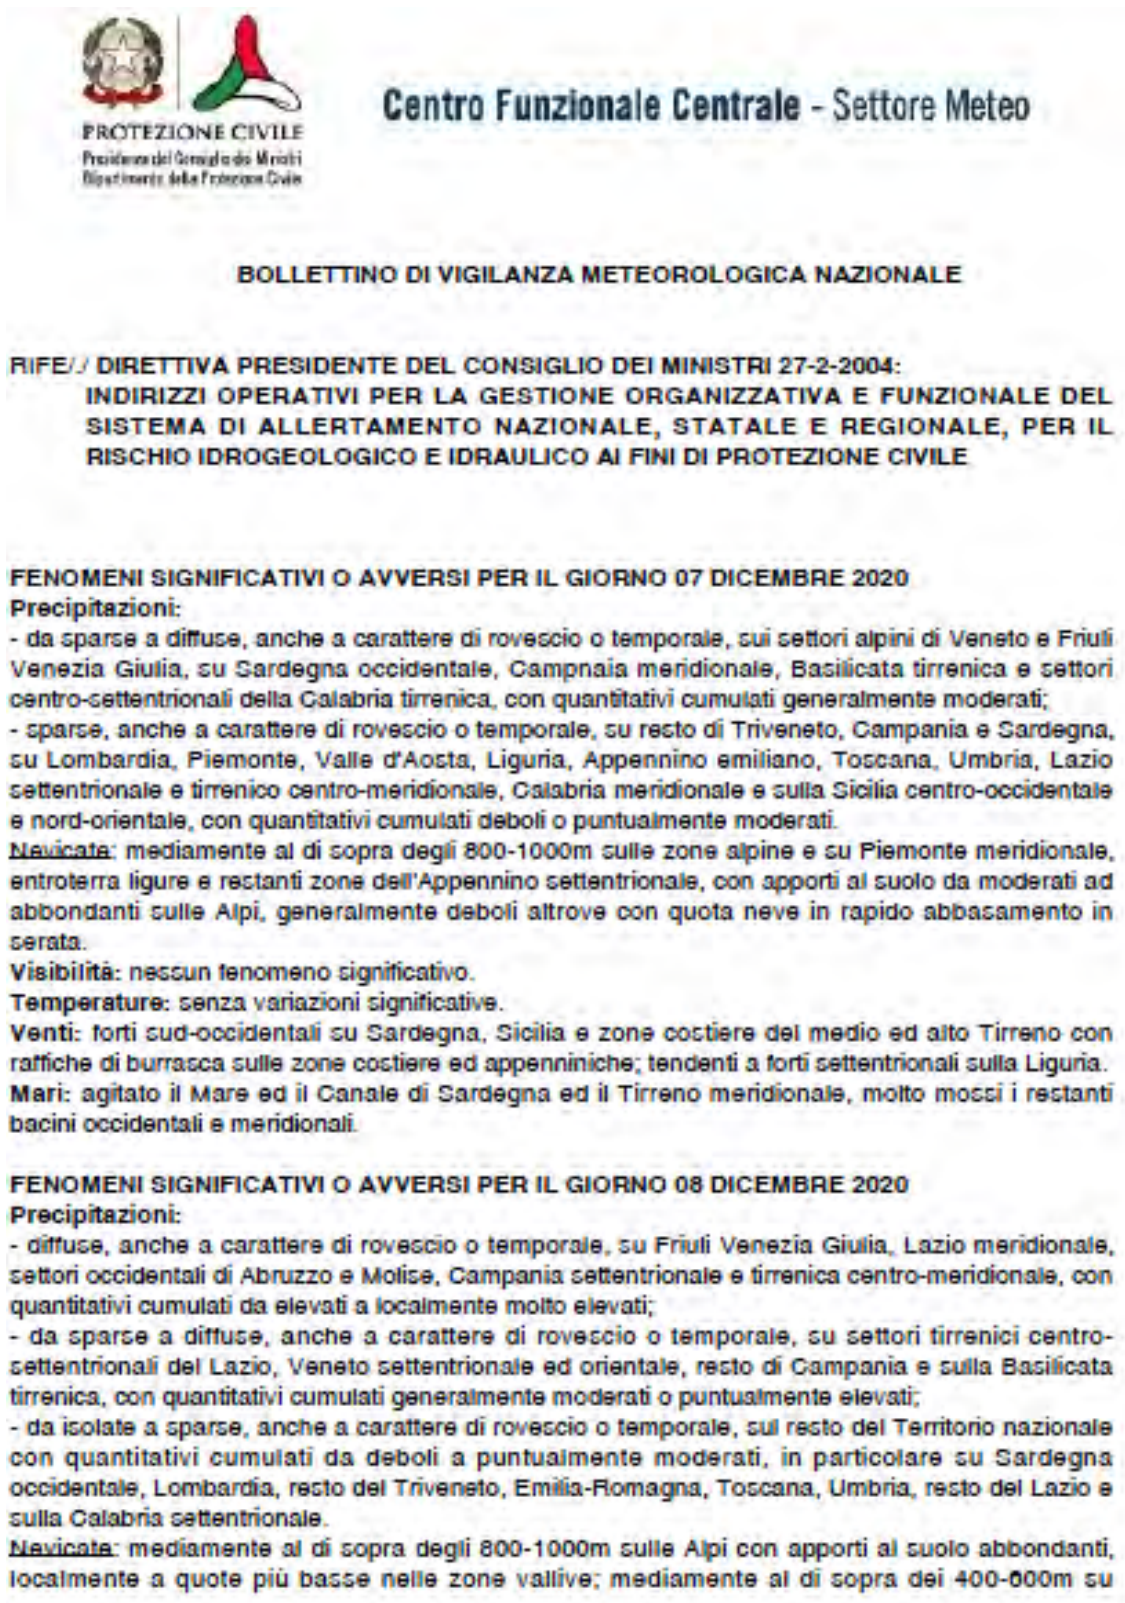 PROTEZIONE CIVILE
Presidenza del Consiglio dei Ministri
Dipartimento della Protezione Civile
Centro Funzionale Centrale - Settore Meteo
BOLLETTINO DI VIGILANZA METEOROLOGICA NAZIONALE
RIFE/./ DIRETTIVA PRESIDENTE DEL CONSIGLIO DEI MINISTRI 27-2-2004:
INDIRIZZI OPERATIVI PER LA GESTIONE ORGANIZZATIVA E FUNZIONALE DEL
SISTEMA DI ALLERTAMENTO NAZIONALE, STATALE E REGIONALE, PER IL
RISCHIO IDROGEOLOGICO E IDRAULICO AI FINI DI PROTEZIONE CIVILE
FENOMENI SIGNIFICATIVI O AVVERSI PER IL GIORNO 07 DICEMBRE 2020
Precipitazioni:
- da sparse a diffuse, anche a carattere di rovescio o temporale, sui settori alpini di Veneto e Friuli
Venezia Giulia, su Sardegna occidentale, Campnaia meridionale, Basilicata tirrenica e settori
centro-settentrionali della Calabria tirrenica, con quantitativi cumulati generalmente moderati;
- sparse, anche a carattere di rovescio o temporale, su resto di Triveneto, Campania e Sardegna,
su Lombardia, Piemonte, Valle d'Aosta, Liguria, Appennino emiliano, Toscana, Umbria, Lazio
settentrionale e tirrenico centro-meridionale, Calabria meridionale e sulla Sicilia centro-occidentale
e nord-orientale, con quantitativi cumulati deboli o puntualmente moderati.
Nevicate: mediamente al di sopra degli 800-1000m sulle zone alpine e su Piemonte meridionale,
entroterra ligure e restanti zone dell'Appennino settentrionale, con apporti al suolo da moderati ad
abbondanti sulle Alpi, generalmente deboli altrove con quota neve in rapido abbasamento in
serata.
Visibilità: nessun fenomeno significativo.
Temperature: senza variazioni significative.
Venti: forti sud-occidentali su Sardegna, Sicilia e zone costiere del medio ed alto Tirreno con
raffiche di burrasca sulle zone costiere ed appenniniche; tendenti a forti settentrionali sulla Liguria.
Mari: agitato il Mare ed il Canale di Sardegna ed il Tirreno meridionale, molto mossi i restanti
bacini occidentali e meridionali.
FENOMENI SIGNIFICATIVI O AVVERSI PER IL GIORNO 08 DICEMBRE 2020
Precipitazioni:
- diffuse, anche a carattere di rovescio o temporale, su Friuli Venezia Giulia, Lazio meridionale,
settori occidentali di Abruzzo e Molise, Campania settentrionale e tirrenica centro-meridionale, con
quantitativi cumulati da elevati a localmente molto elevati;
- da sparse a diffuse, anche a carattere di rovescio o temporale, su settori tirrenici centro-
settentrionali del Lazio, Veneto settentrionale ed orientale, resto di Campania e sulla Basilicata
tirrenica, con quantitativi cumulati generalmente moderati o puntualmente elevati;
- da isolate a sparse, anche a carattere di rovescio o temporale, sul resto del Territorio nazionale
con quantitativi cumulati da deboli a puntualmente moderati, in particolare su Sardegna
occidentale, Lombardia, resto del Triveneto, Emilia-Romagna, Toscana, Umbria, resto del Lazio e
sulla Calabria settentrionale.
Nevicate: mediamente al di sopra degli 800-1000m sulle Alpi con apporti al suolo abbondanti,
localmente a quote più basse nelle zone vallive; mediamente al di sopra dei 400-600m su